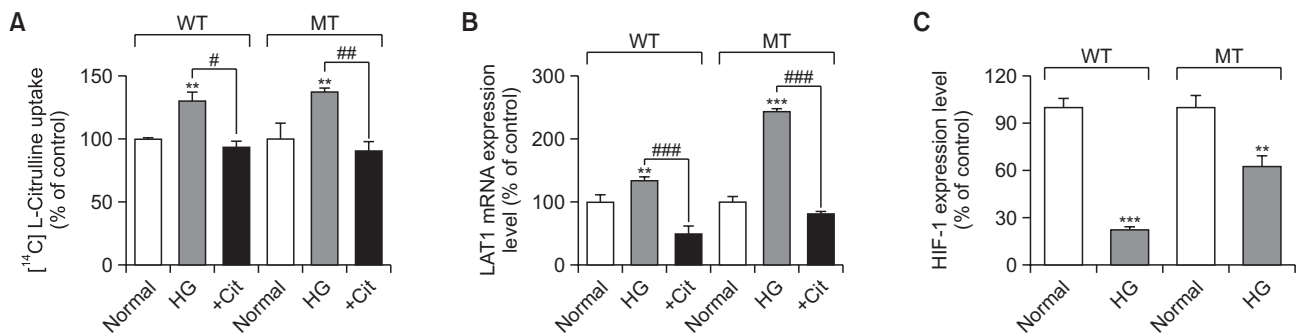 A
WT MT
[¹⁴C] L-Citrulline uptake
(% of control)
150
100
50
0
** # ** ##
Normal HG +Cit Normal HG +Cit
B
WT MT
LAT1 mRNA expression
level (% of control)
300
200
100
0
** ### *** ###
Normal HG +Cit Normal HG +Cit
C
WT MT
HIF-1 expression level
(% of control)
120
90
60
30
0
*** **
Normal HG Normal HG